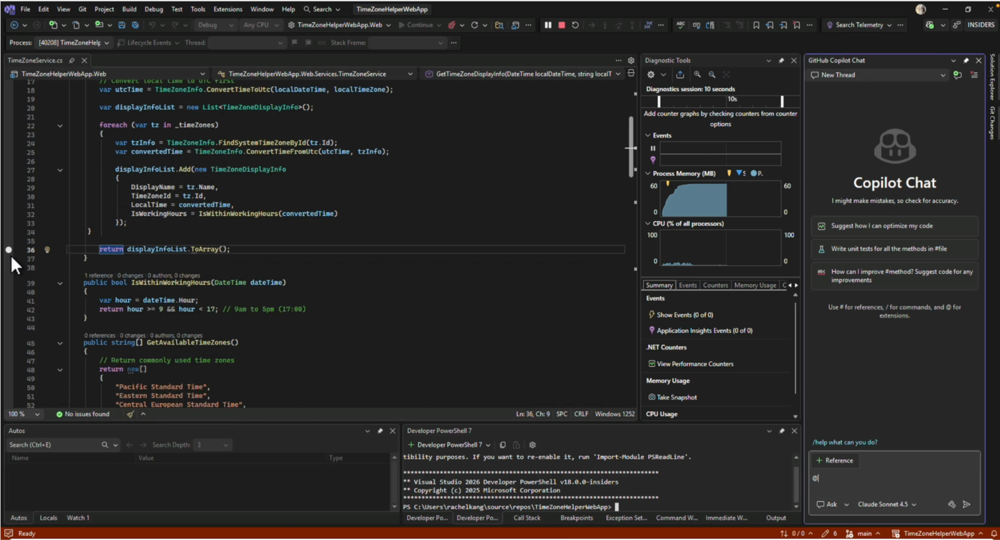 File Edit View Git Project Build Debug Test Tools Extensions Window Help Search TimeZoneHelperWebApp
Debug Any CPU TimeZoneHelperWebApp.Web Continue Search Telemetry INSIDERS
Process: [40208] TimeZoneHelp Lifecycle Events Thread: Stack Frame:
TimeZoneService.cs
TimeZoneHelperWebApp.Web TimeZoneHelperWebApp.Web.Services.TimeZoneService GetTimeZoneDisplayInfo(DateTime localDateTime, string localT
17 // Convert local time to UTC first
18 var utcTime = TimeZoneInfo.ConvertTimeToUtc(localDateTime, localTimeZone);
19
20 var displayInfoList = new List<TimeZoneDisplayInfo>();
21
22 foreach (var tz in _timeZones)
23 {
24 var tzInfo = TimeZoneInfo.FindSystemTimeZoneById(tz.Id);
25 var convertedTime = TimeZoneInfo.ConvertTimeFromUtc(utcTime, tzInfo);
26
27 displayInfoList.Add(new TimeZoneDisplayInfo
28 {
29 DisplayName = tz.Name,
30 TimeZoneId = tz.Id,
31 LocalTime = convertedTime,
32 IsWorkingHours = IsWithinWorkingHours(convertedTime)
33 });
34 }
35
36 return displayInfoList.ToArray();
37 }
38
1 reference | 0 changes | 0 authors, 0 changes
39 public bool IsWithinWorkingHours(DateTime dateTime)
40 {
41 var hour = dateTime.Hour;
42 return hour >= 9 && hour < 17; // 9am to 5pm (17:00)
43 }
44
0 references | 0 changes | 0 authors, 0 changes
45 public string[] GetAvailableTimeZones()
46 {
47 // Return commonly used time zones
48 return new[]
49 {
50 "Pacific Standard Time",
51 "Eastern Standard Time",
52 "Central European Standard Time",
100 % No issues found Ln: 36, Ch: 9 SPC CRLF Windows 1252
Diagnostic Tools
Diagnostics session: 10 seconds
10s
Add counter graphs by checking counters from counter
options
Events
Process Memory (MB) S P.
60 60
0 0
CPU (% of all processors)
100 100
0 0
Summary Events Counters Memory Usage C
Events
Show Events (0 of 0)
Application Insights Events (0 of 0)
.NET Counters
View Performance Counters
Memory Usage
Take Snapshot
CPU Usage
GitHub Copilot Chat
New Thread
Copilot Chat
I might make mistakes, so check for accuracy.
Suggest how I can optimize my code
Write unit tests for all the methods in #file
abc How can I improve #method? Suggest code for any
improvements
Use # for references, / for commands, and @ for
extensions.
/help what can you do?
+ Reference
@
Ask Claude Sonnet 4.5
Solution Explorer
Git Changes
Autos
Search (Ctrl+E) Search Depth: 3
Name Value Type
Autos Locals Watch 1
Developer PowerShell 7
+ Developer PowerShell 7
tibility purposes. If you want to re-enable it, run 'Import-Module PSReadLine'.
**********************************************************************
** Visual Studio 2026 Developer PowerShell v18.0.0-insiders
** Copyright (c) 2025 Microsoft Corporation
**********************************************************************
PS C:\Users\rachelkang\source\repos\TimeZoneHelperWebApp>
Developer Po... Developer Po... Call Stack Breakpoints Exception Set... Command W... Immediate W... Output
Ready 0 / 0 6 main TimeZoneHelperWebApp